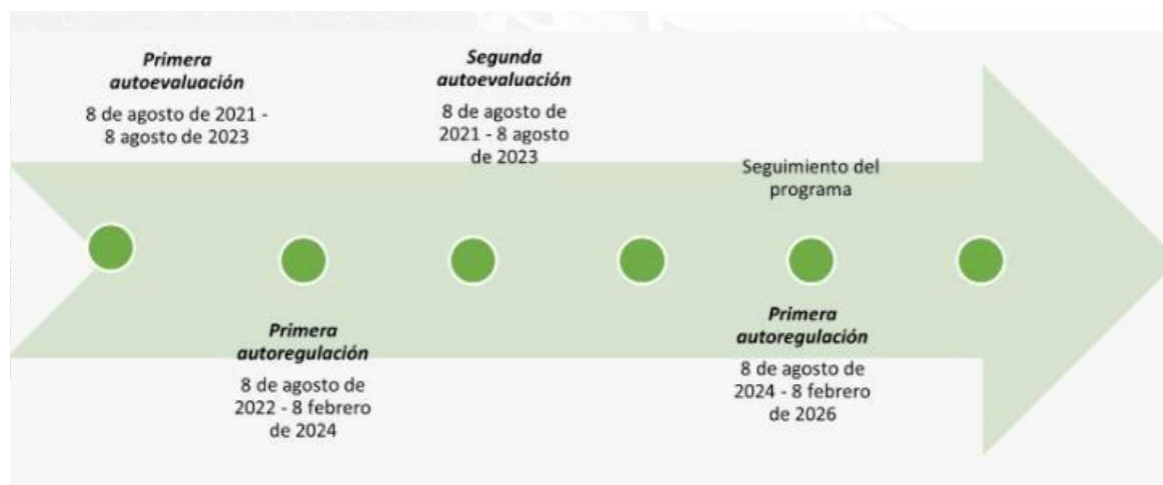 Primera
autoevaluación
8 de agosto de 2021 -
8 agosto de 2023
Segunda
autoevaluación
8 de agosto de
2021 - 8 agosto
de 2023
Seguimiento del
programa
Primera
autoregulación
8 de agosto de
2022 - 8 febrero
de 2024
Primera
autoregulación
8 de agosto de
2024 - 8 febrero
de 2026